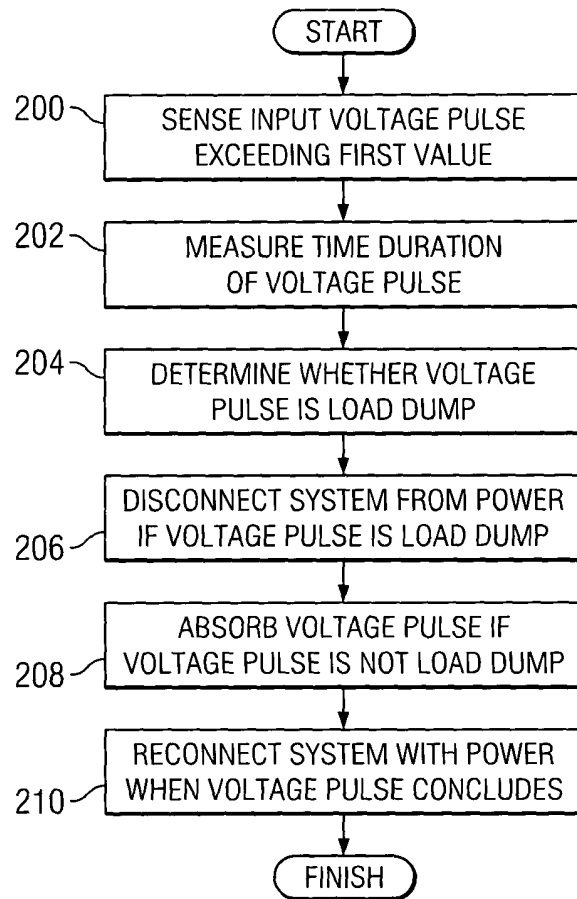 START
200
SENSE INPUT VOLTAGE PULSE
EXCEEDING FIRST VALUE
202
MEASURE TIME DURATION
OF VOLTAGE PULSE
204
DETERMINE WHETHER VOLTAGE
PULSE IS LOAD DUMP
206
DISCONNECT SYSTEM FROM POWER
IF VOLTAGE PULSE IS LOAD DUMP
208
ABSORB VOLTAGE PULSE IF
VOLTAGE PULSE IS NOT LOAD DUMP
210
RECONNECT SYSTEM WITH POWER
WHEN VOLTAGE PULSE CONCLUDES
FINISH